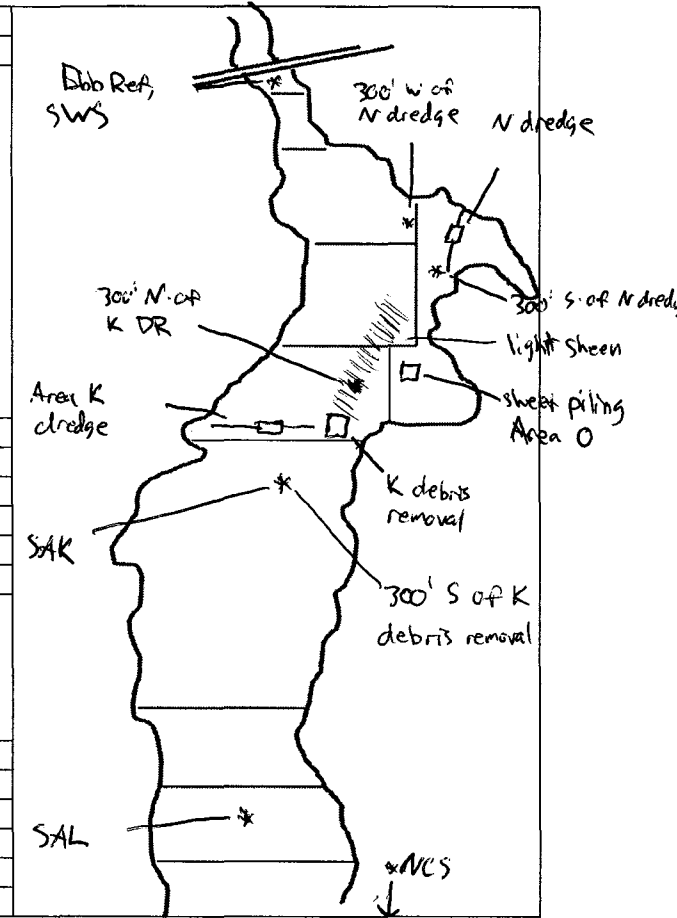 Ebb Ref,
SWS
300' W of
N dredge
N dredge
300' N. of
K DR
300' S. of N dredg
light sheen
Area K
dredge
sheet piling
Area O
K debris
removal
SAK
300' S of K
debris removal
SAL
NCS